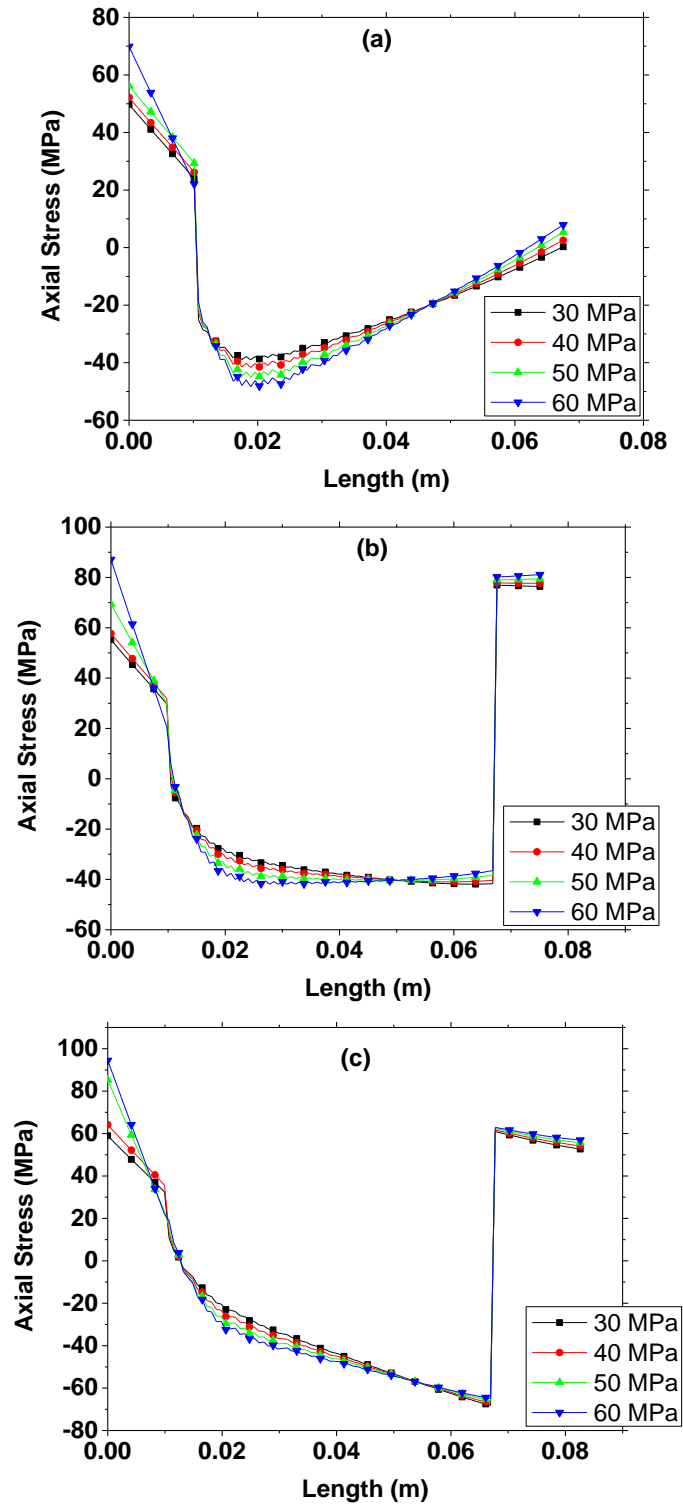 (a)
Axial Stress (MPa)
80
60
40
20
0
-20
-40
-60
0.00 0.02 0.04 0.06 0.08
Length (m)
30 MPa
40 MPa
50 MPa
60 MPa
(b)
Axial Stress (MPa)
100
80
60
40
20
0
-20
-40
-60
0.00 0.02 0.04 0.06 0.08
Length (m)
30 MPa
40 MPa
50 MPa
60 MPa
(c)
Axial Stress (MPa)
100
80
60
40
20
0
-20
-40
-60
-80
0.00 0.02 0.04 0.06 0.08
Length (m)
30 MPa
40 MPa
50 MPa
60 MPa